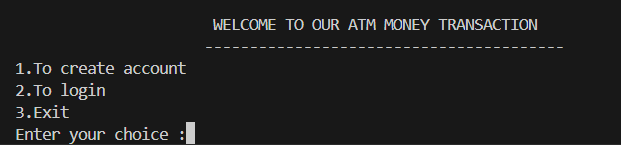 WELCOME TO OUR ATM MONEY TRANSACTION
----------------------------------------
1.To create account
2.To login
3.Exit
Enter your choice :